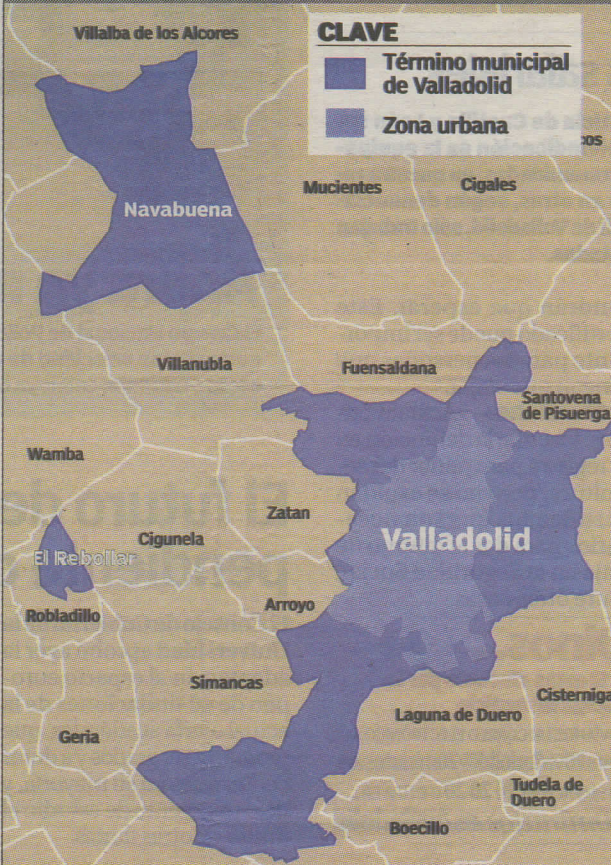 Villalba de los Alcores
CLAVE
Término municipal
de Valladolid
Zona urbana
cos
Mucientes
Cigales
Navabuena
Villanubla
Fuensaldana
Santovena
de Pisuerga
Wamba
Zatan
Cigunela
Valladolid
El Rebollar
Robladillo
Arroyo
Simancas
Cisterniga
Laguna de Duero
Geria
Tudela de
Duero
Boecillo